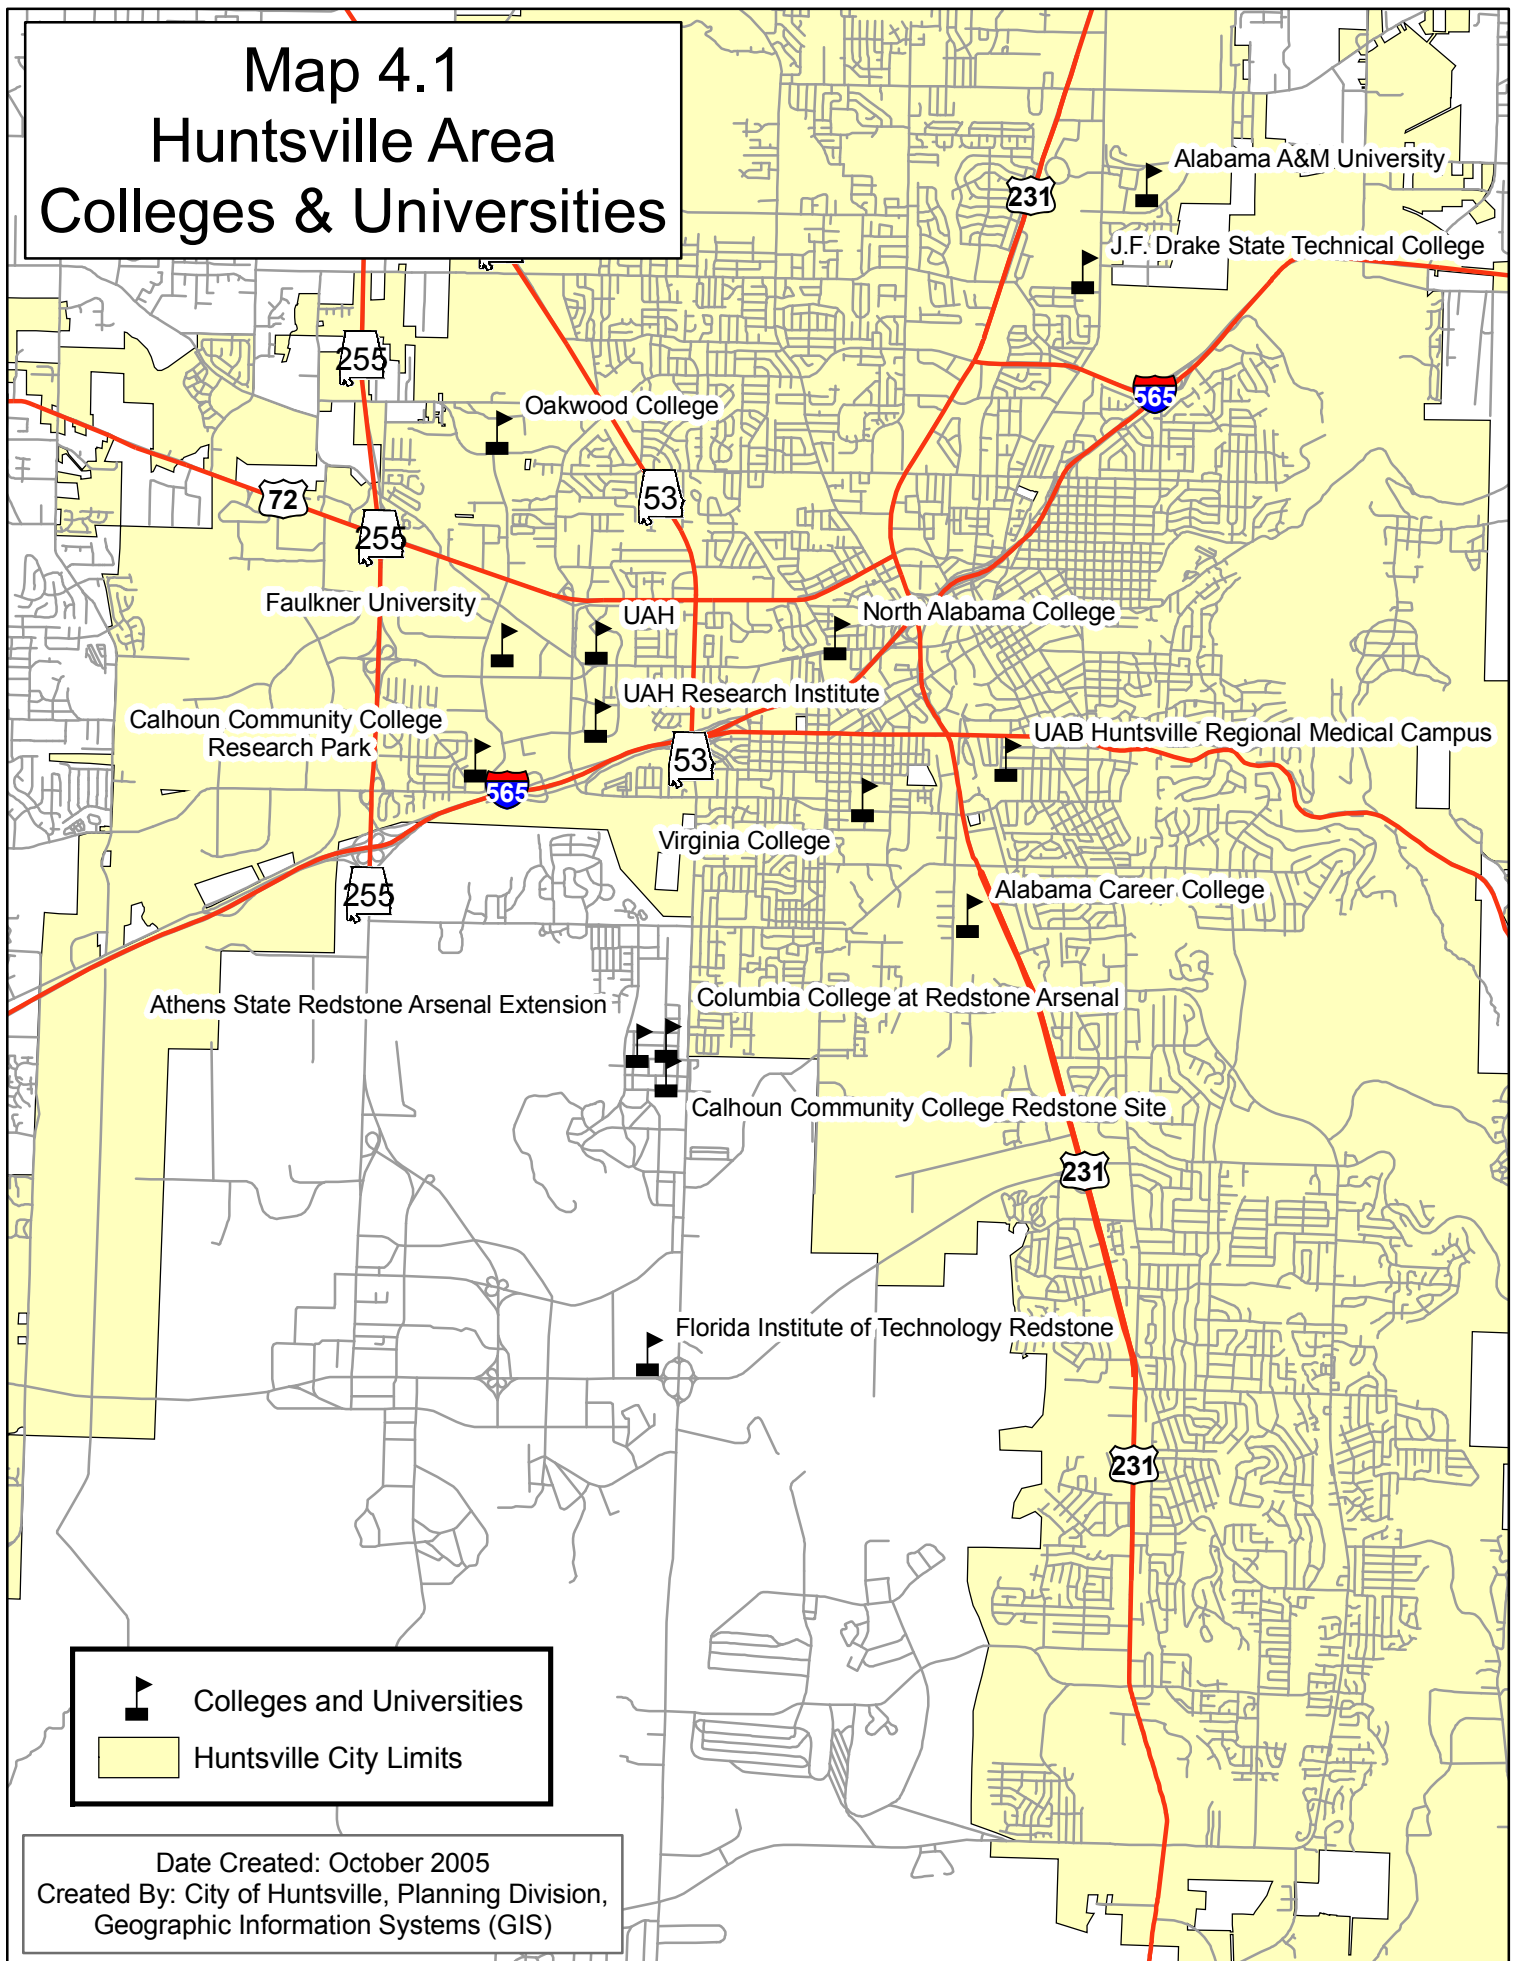 Map 4.1
Huntsville Area
Colleges & Universities
Alabama A&M University
231
J.F. Drake State Technical College
255
565
Oakwood College
72
53
255
Faulkner University
UAH
North Alabama College
UAH Research Institute
Calhoun Community College
Research Park
UAB Huntsville Regional Medical Campus
53
565
Virginia College
255
Alabama Career College
Athens State Redstone Arsenal Extension
Columbia College at Redstone Arsenal
Calhoun Community College Redstone Site
231
Florida Institute of Technology Redstone
231
Colleges and Universities
Huntsville City Limits
Date Created: October 2005
Created By: City of Huntsville, Planning Division,
Geographic Information Systems (GIS)